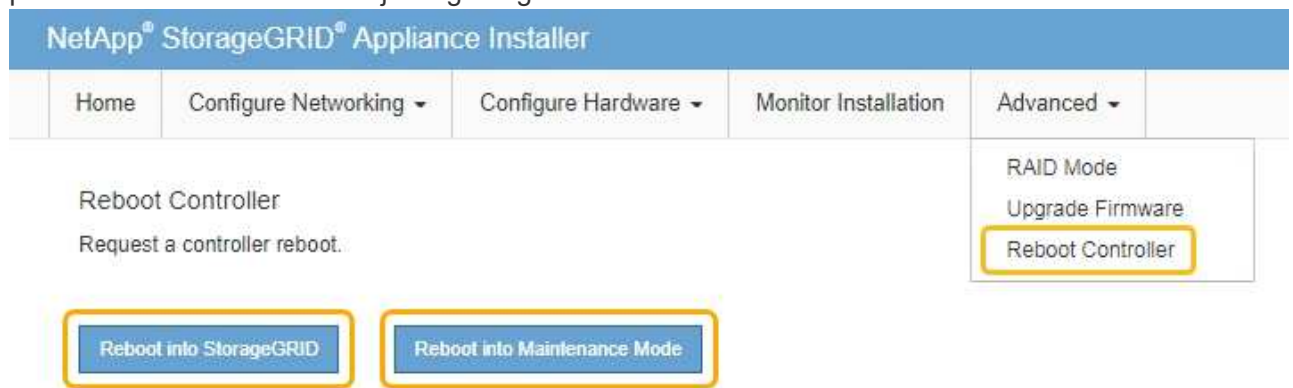 NetApp® StorageGRID® Appliance Installer
Home Configure Networking Configure Hardware Monitor Installation Advanced
RAID Mode
Upgrade Firmware
Reboot Controller
Reboot Controller
Request a controller reboot.
Reboot into StorageGRID Reboot into Maintenance Mode